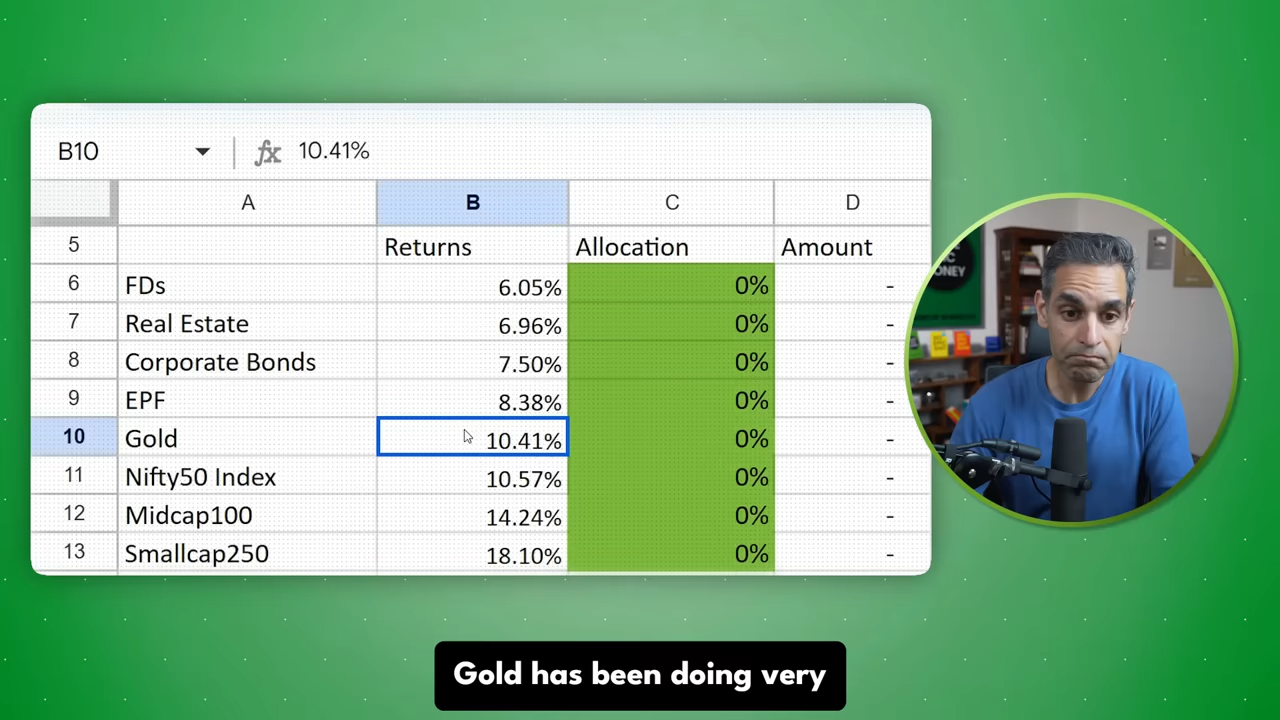 B10 fx 10.41%
A B C D
5 Returns Allocation Amount
6 FDs 6.05% 0% -
7 Real Estate 6.96% 0% -
8 Corporate Bonds 7.50% 0% -
9 EPF 8.38% 0% -
10 Gold 10.41% 0% -
11 Nifty50 Index 10.57% 0% -
12 Midcap100 14.24% 0% -
13 Smallcap250 18.10% 0% -
Gold has been doing very